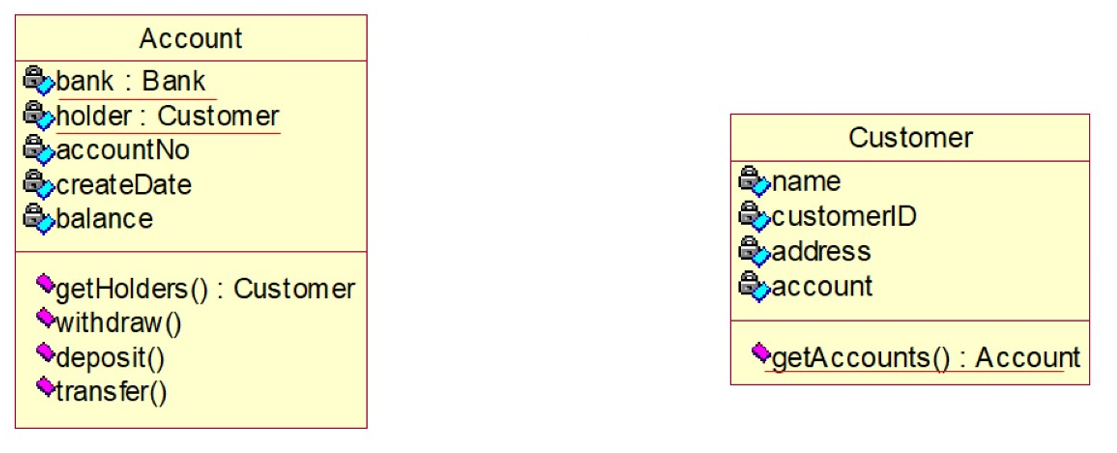 Account
bank : Bank
holder : Customer
accountNo
createDate
balance
getHolders() : Customer
withdraw()
deposit()
transfer()
Customer
name
customerID
address
account
getAccounts() : Account